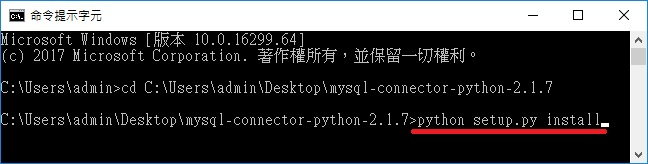 命令提示字元
Microsoft Windows [版本 10.0.16299.64]
(c) 2017 Microsoft Corporation. 著作權所有，並保留一切權利。
C:\Users\admin>cd C:\Users\admin\Desktop\mysql-connector-python-2.1.7
C:\Users\admin\Desktop\mysql-connector-python-2.1.7>python setup.py install